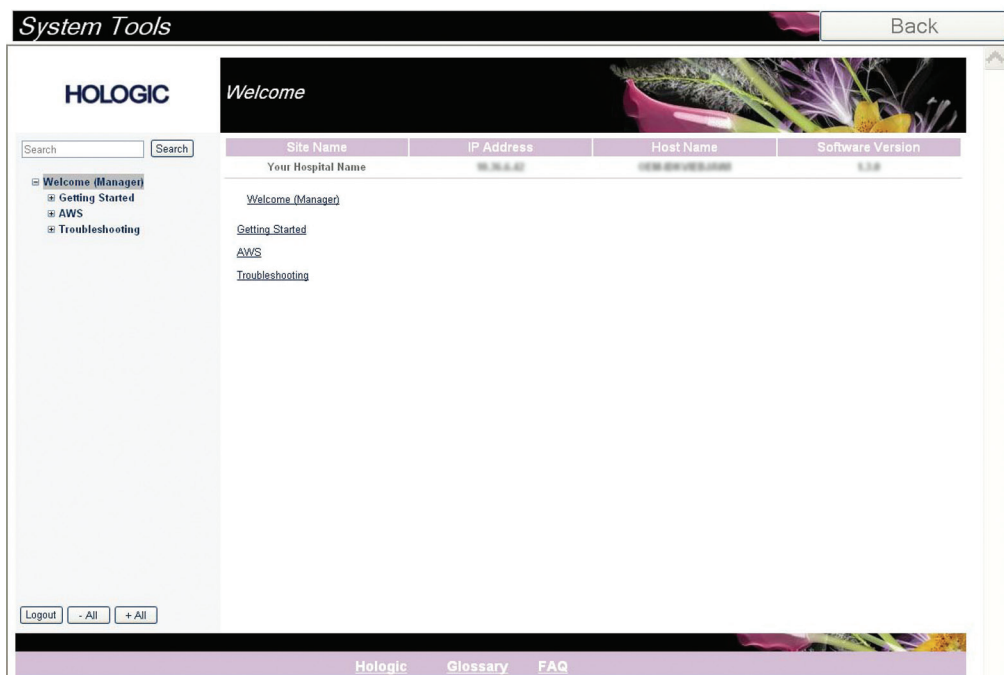 System Tools
Back
HOLOGIC
Welcome
Search
Search
Site Name
IP Address
Host Name
Software Version
Your Hospital Name
Welcome (Manager)
Getting Started
AWS
Troubleshooting
Welcome (Manager)
Getting Started
AWS
Troubleshooting
Logout
- All
+ All
Hologic
Glossary
FAQ